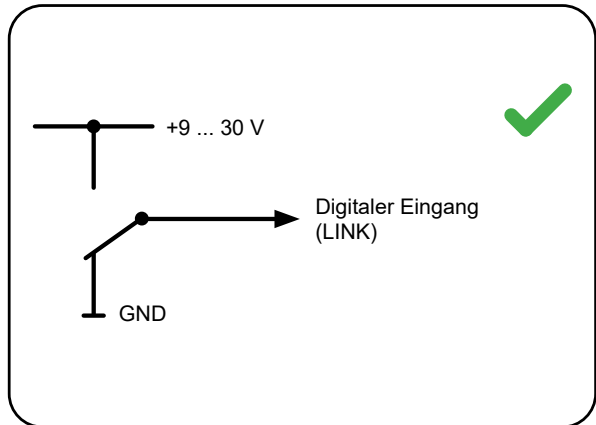 +9 ... 30 V
Digitaler Eingang
(LINK)
GND